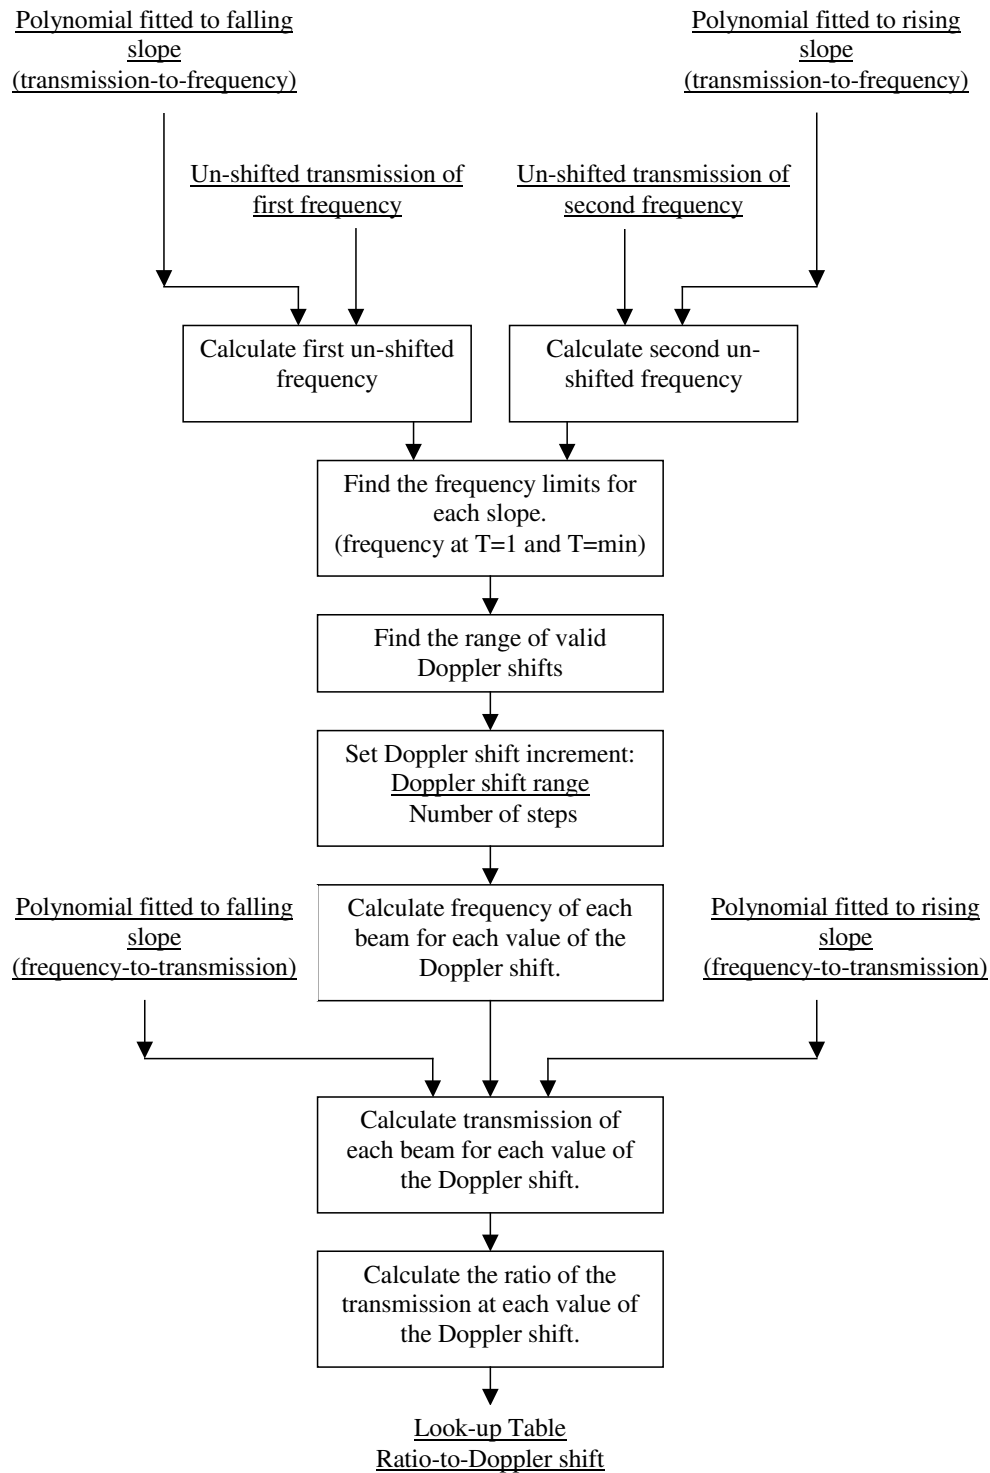 Polynomial fitted to falling
slope
(transmission-to-frequency)
Polynomial fitted to rising
slope
(transmission-to-frequency)
Un-shifted transmission of
first frequency
Un-shifted transmission of
second frequency
Calculate first un-shifted
frequency
Calculate second un-
shifted frequency
Find the frequency limits for
each slope.
(frequency at T=1 and T=min)
Find the range of valid
Doppler shifts
Set Doppler shift increment:
Doppler shift range
Number of steps
Polynomial fitted to falling
slope
(frequency-to-transmission)
Calculate frequency of each
beam for each value of the
Doppler shift.
Polynomial fitted to rising
slope
(frequency-to-transmission)
Calculate transmission of
each beam for each value of
the Doppler shift.
Calculate the ratio of the
transmission at each value of
the Doppler shift.
Look-up Table
Ratio-to-Doppler shift